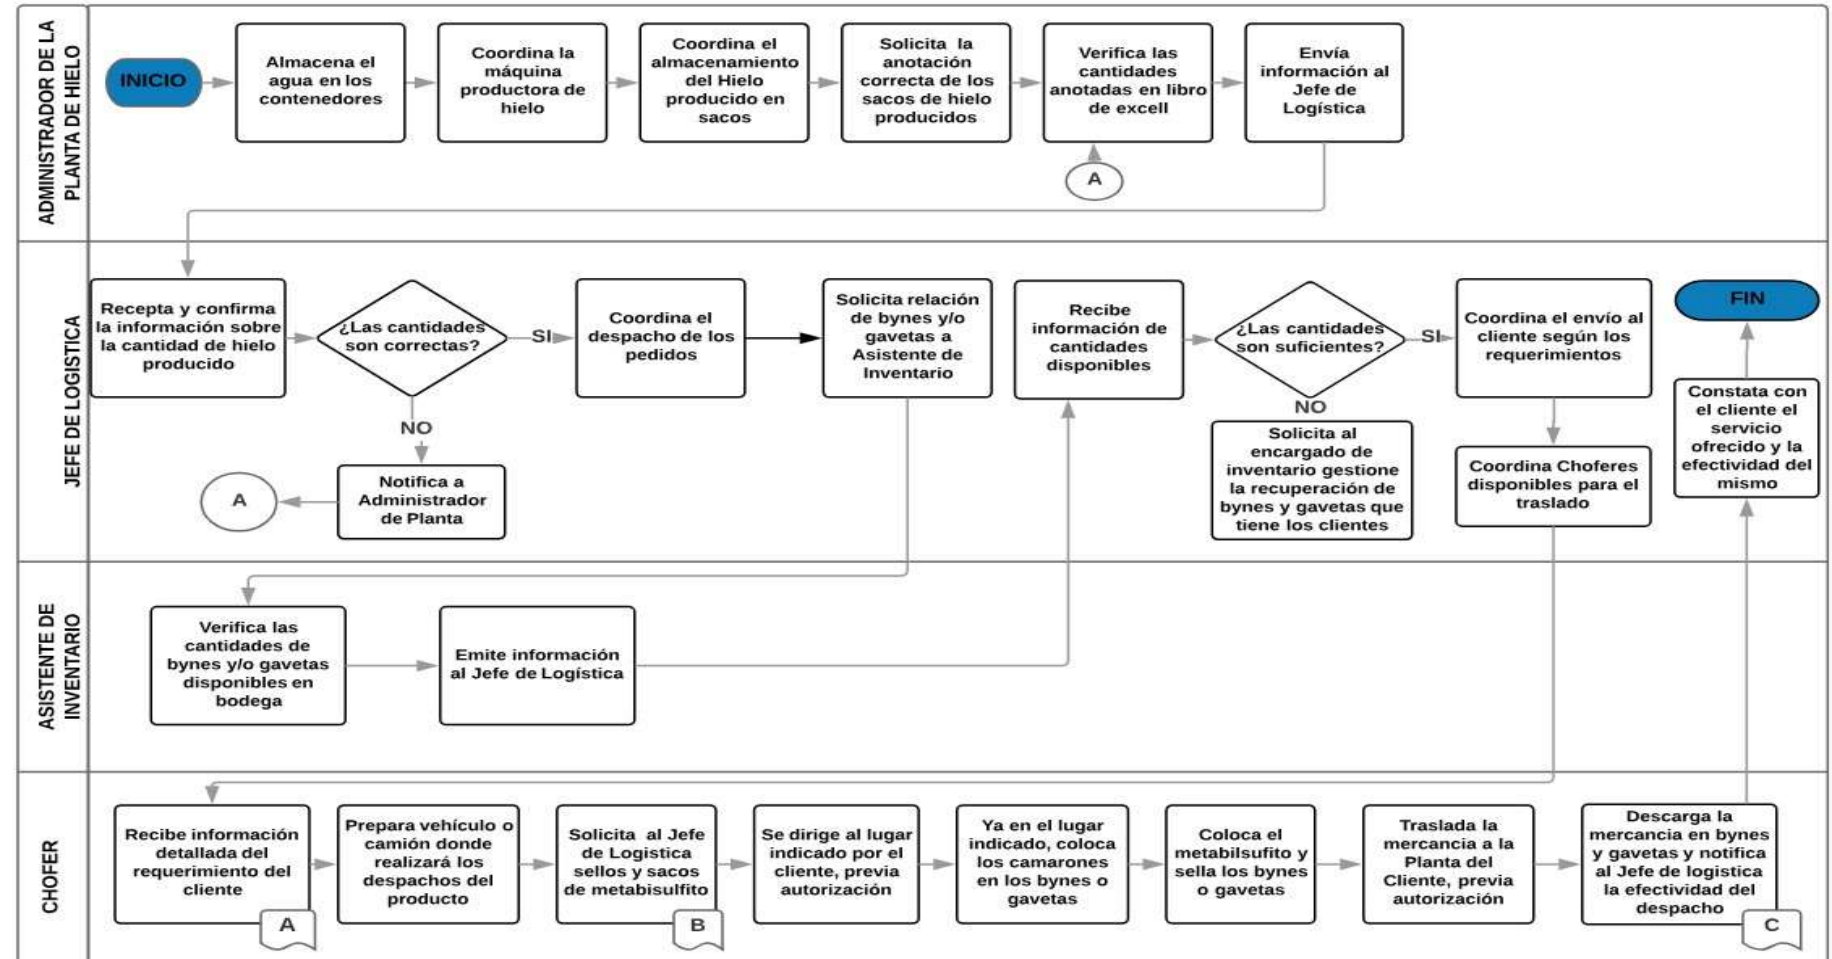 ADMINISTRADOR DE LA
PLANTA DE HIELO
INICIO
Almacena el
agua en los
contenedores
Coordina la
máquina
productora de
hielo
Coordina el
almacenamiento
del Hielo
producido en
sacos
Solicita la
anotación
correcta de los
sacos de hielo
producidos
Verifica las
cantidades
anotadas en libro
de excell
Envía
información al
Jefe de
Logística
A
JEFE DE LOGISTICA
Recepta y confirma
la información sobre
la cantidad de hielo
producido
¿Las cantidades
son correctas?
SI
Coordina el
despacho de los
pedidos
Solicita relación
de bynes y/o
gavetas a
Asistente de
Inventario
Recibe
información de
cantidades
disponibles
¿Las cantidades
son suficientes?
SI
Coordina el envío al
cliente según los
requerimientos
FIN
NO
Notifica a
Administrador
de Planta
A
NO
Solicita al
encargado de
inventario gestione
la recuperación de
bynes y gavetas que
tiene los clientes
Coordina Choferes
disponibles para el
traslado
Constata con
el cliente el
servicio
ofrecido y la
efectividad del
mismo
ASISTENTE DE
INVENTARIO
Verifica las
cantidades de
bynes y/o gavetas
disponibles en
bodega
Emite información
al Jefe de Logística
CHOFER
Recibe información
detallada del
requerimiento del
cliente
A
Prepara vehículo o
camión donde
realizará los
despachos del
producto
Solicita al Jefe
de Logistica
sellos y sacos
de metabisulfito
B
Se dirige al lugar
indicado por el
cliente, previa
autorización
Ya en el lugar
indicado, coloca
los camarones
en los bynes o
gavetas
Coloca el
metabilsufito y
sella los bynes
o gavetas
Traslada la
mercancia a la
Planta del
Cliente, previa
autorización
Descarga la
mercancia en bynes
y gavetas y notifica
al Jefe de logistica
la efectividad del
despacho
C